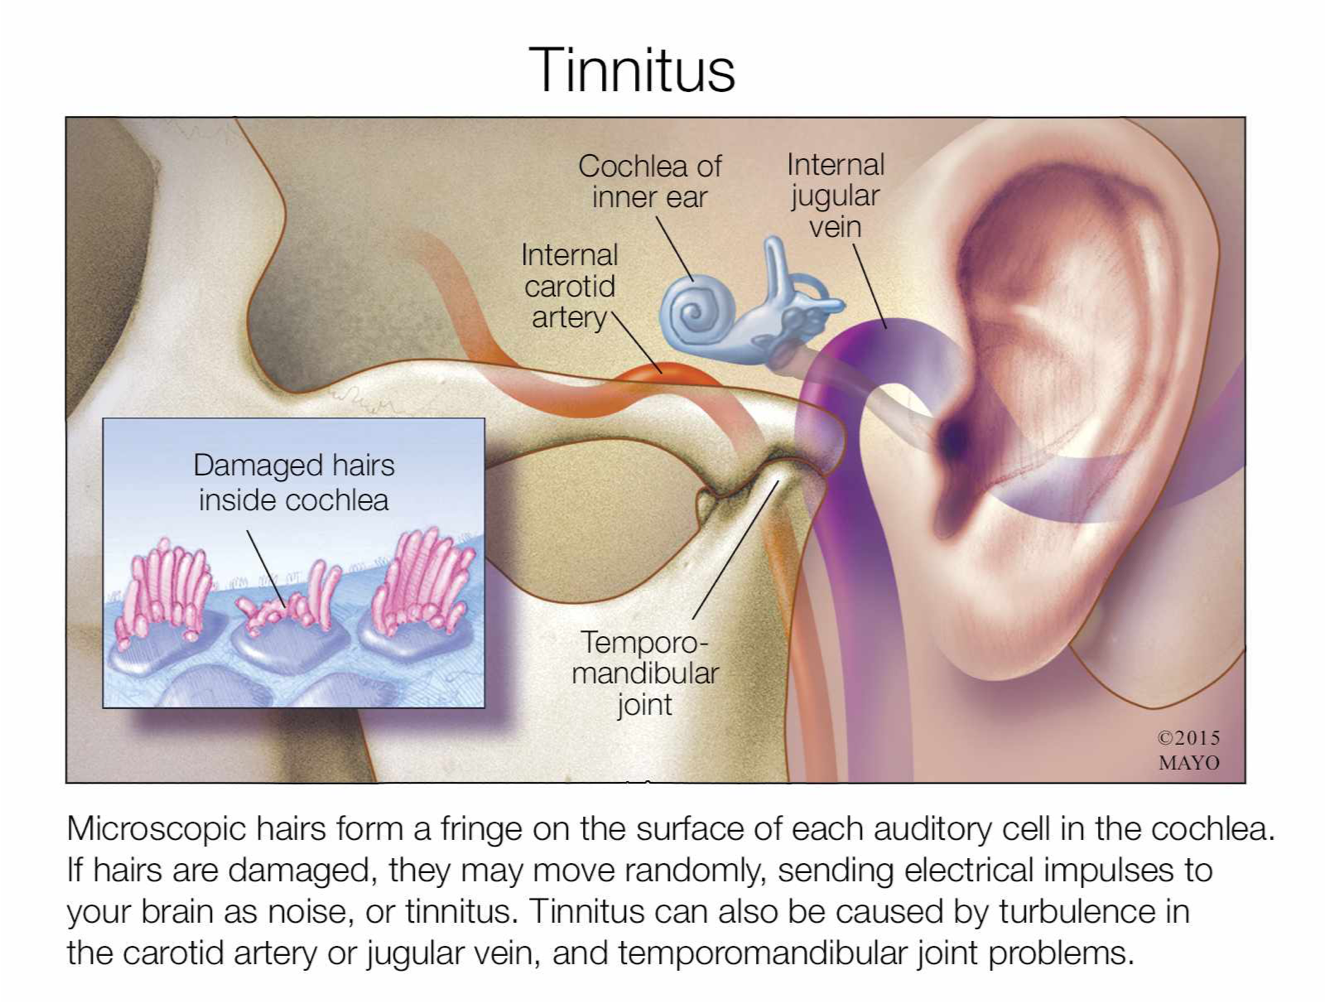 Tinnitus
Cochlea of
inner ear
Internal
jugular
vein
Internal
carotid
artery
Damaged hairs
inside cochlea
Temporo-
mandibular
joint
©2015
MAYO
Microscopic hairs form a fringe on the surface of each auditory cell in the cochlea.
If hairs are damaged, they may move randomly, sending electrical impulses to
your brain as noise, or tinnitus. Tinnitus can also be caused by turbulence in
the carotid artery or jugular vein, and temporomandibular joint problems.